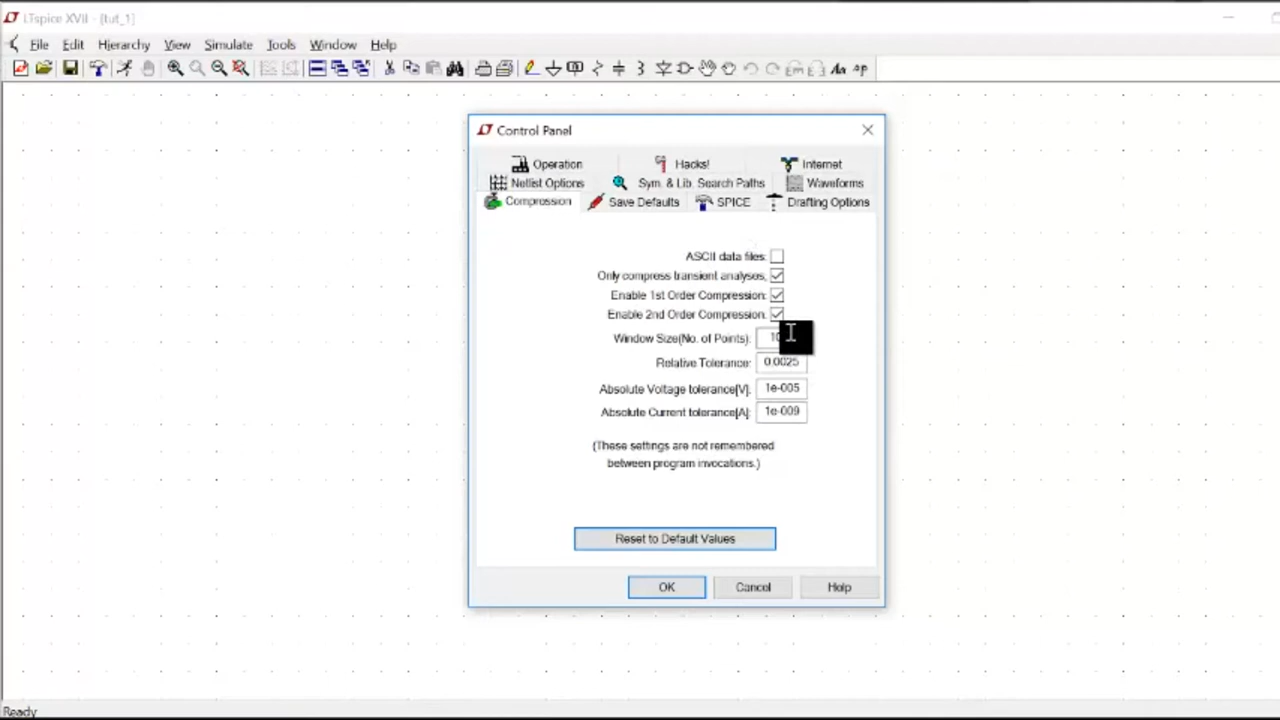 LTspice XVII - [tut_1]
File Edit Hierarchy View Simulate Tools Window Help
Control Panel
Operation Hacks! Internet
Netlist Options Sym. & Lib. Search Paths Waveforms
Compression Save Defaults SPICE Drafting Options
ASCII data files:
Only compress transient analyses.
Enable 1st Order Compression:
Enable 2nd Order Compression:
Window Size(No. of Points):
Relative Tolerance: 0.0025
Absolute Voltage tolerance[V]: 1e-005
Absolute Current tolerance[A]: 1e-009
(These settings are not remembered
between program invocations.)
Reset to Default Values
OK Cancel Help
Ready